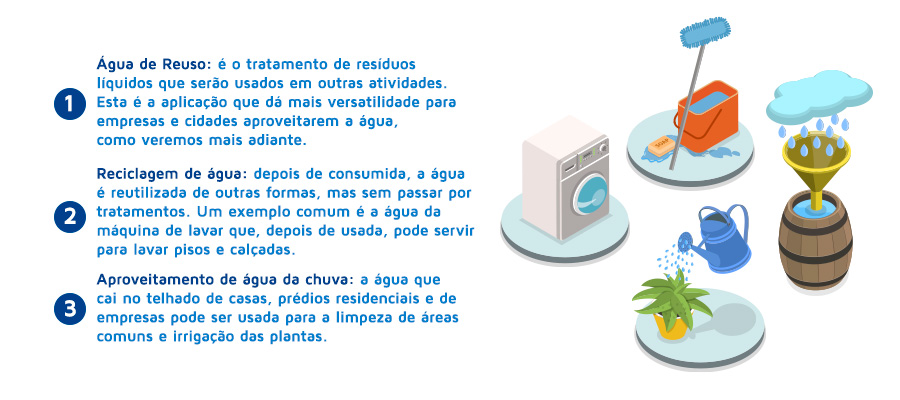 1
Água de Reuso: é o tratamento de resíduos
líquidos que serão usados em outras atividades.
Esta é a aplicação que dá mais versatilidade para
empresas e cidades aproveitarem a água,
como veremos mais adiante.
2
Reciclagem de água: depois de consumida, a água
é reutilizada de outras formas, mas sem passar por
tratamentos. Um exemplo comum é a água da
máquina de lavar que, depois de usada, pode servir
para lavar pisos e calçadas.
3
Aproveitamento de água da chuva: a água que
cai no telhado de casas, prédios residenciais e de
empresas pode ser usada para a limpeza de áreas
comuns e irrigação das plantas.
SOAP